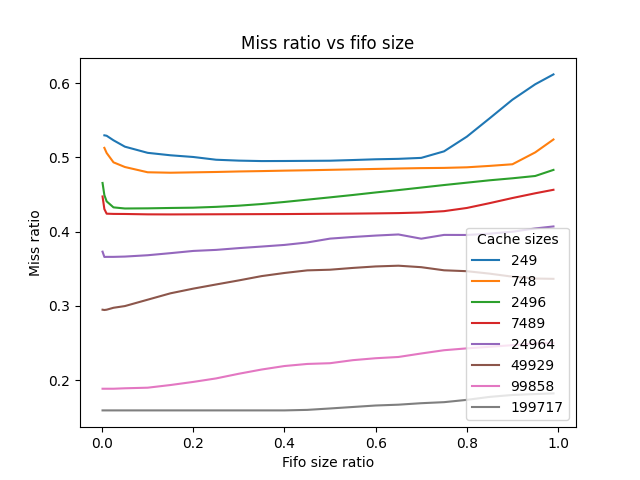 Miss ratio vs fifo size
0.6
0.5
0.4
0.3
0.2
Miss ratio
0.0 0.2 0.4 0.6 0.8 1.0
Fifo size ratio
Cache sizes
249
748
2496
7489
24964
49929
99858
199717